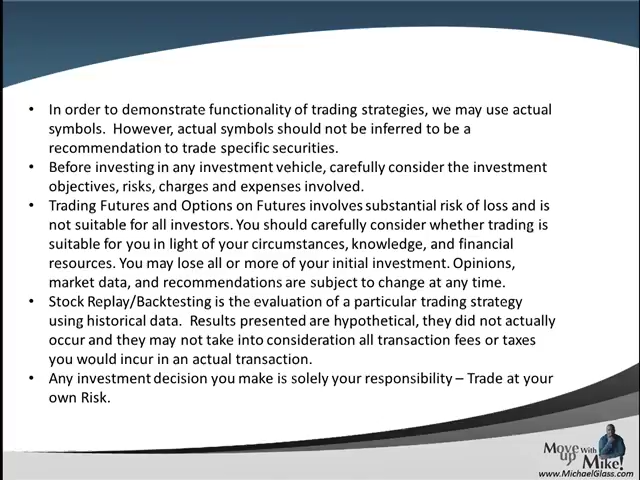 • In order to demonstrate functionality of trading strategies, we may use actual
symbols.  However, actual symbols should not be inferred to be a
recommendation to trade specific securities.
• Before investing in any investment vehicle, carefully consider the investment
objectives, risks, charges and expenses involved.
• Trading Futures and Options on Futures involves substantial risk of loss and is
not suitable for all investors. You should carefully consider whether trading is
suitable for you in light of your circumstances, knowledge, and financial
resources. You may lose all or more of your initial investment. Opinions,
market data, and recommendations are subject to change at any time.
• Stock Replay/Backtesting is the evaluation of a particular trading strategy
using historical data.  Results presented are hypothetical, they did not actually
occur and they may not take into consideration all transaction fees or taxes
you would incur in an actual transaction.
• Any investment decision you make is solely your responsibility – Trade at your
own Risk.
Move up With Mike!
www.MichaelGlass.com